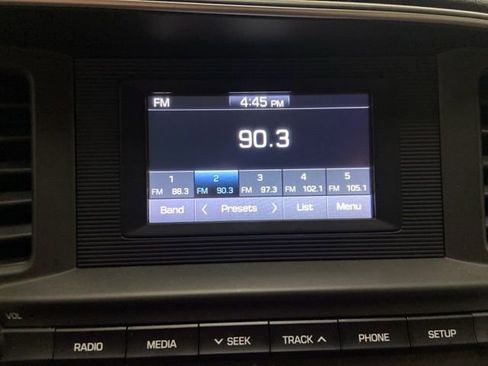 FM 4:45 PM
90.3
1 2 3 4 5
FM 88.3 FM 90.3 FM 97.3 FM 102.1 FM 105.1
Band < Presets > List Menu
VOL
RADIO MEDIA ∨ SEEK TRACK ∧ PHONE SETUP